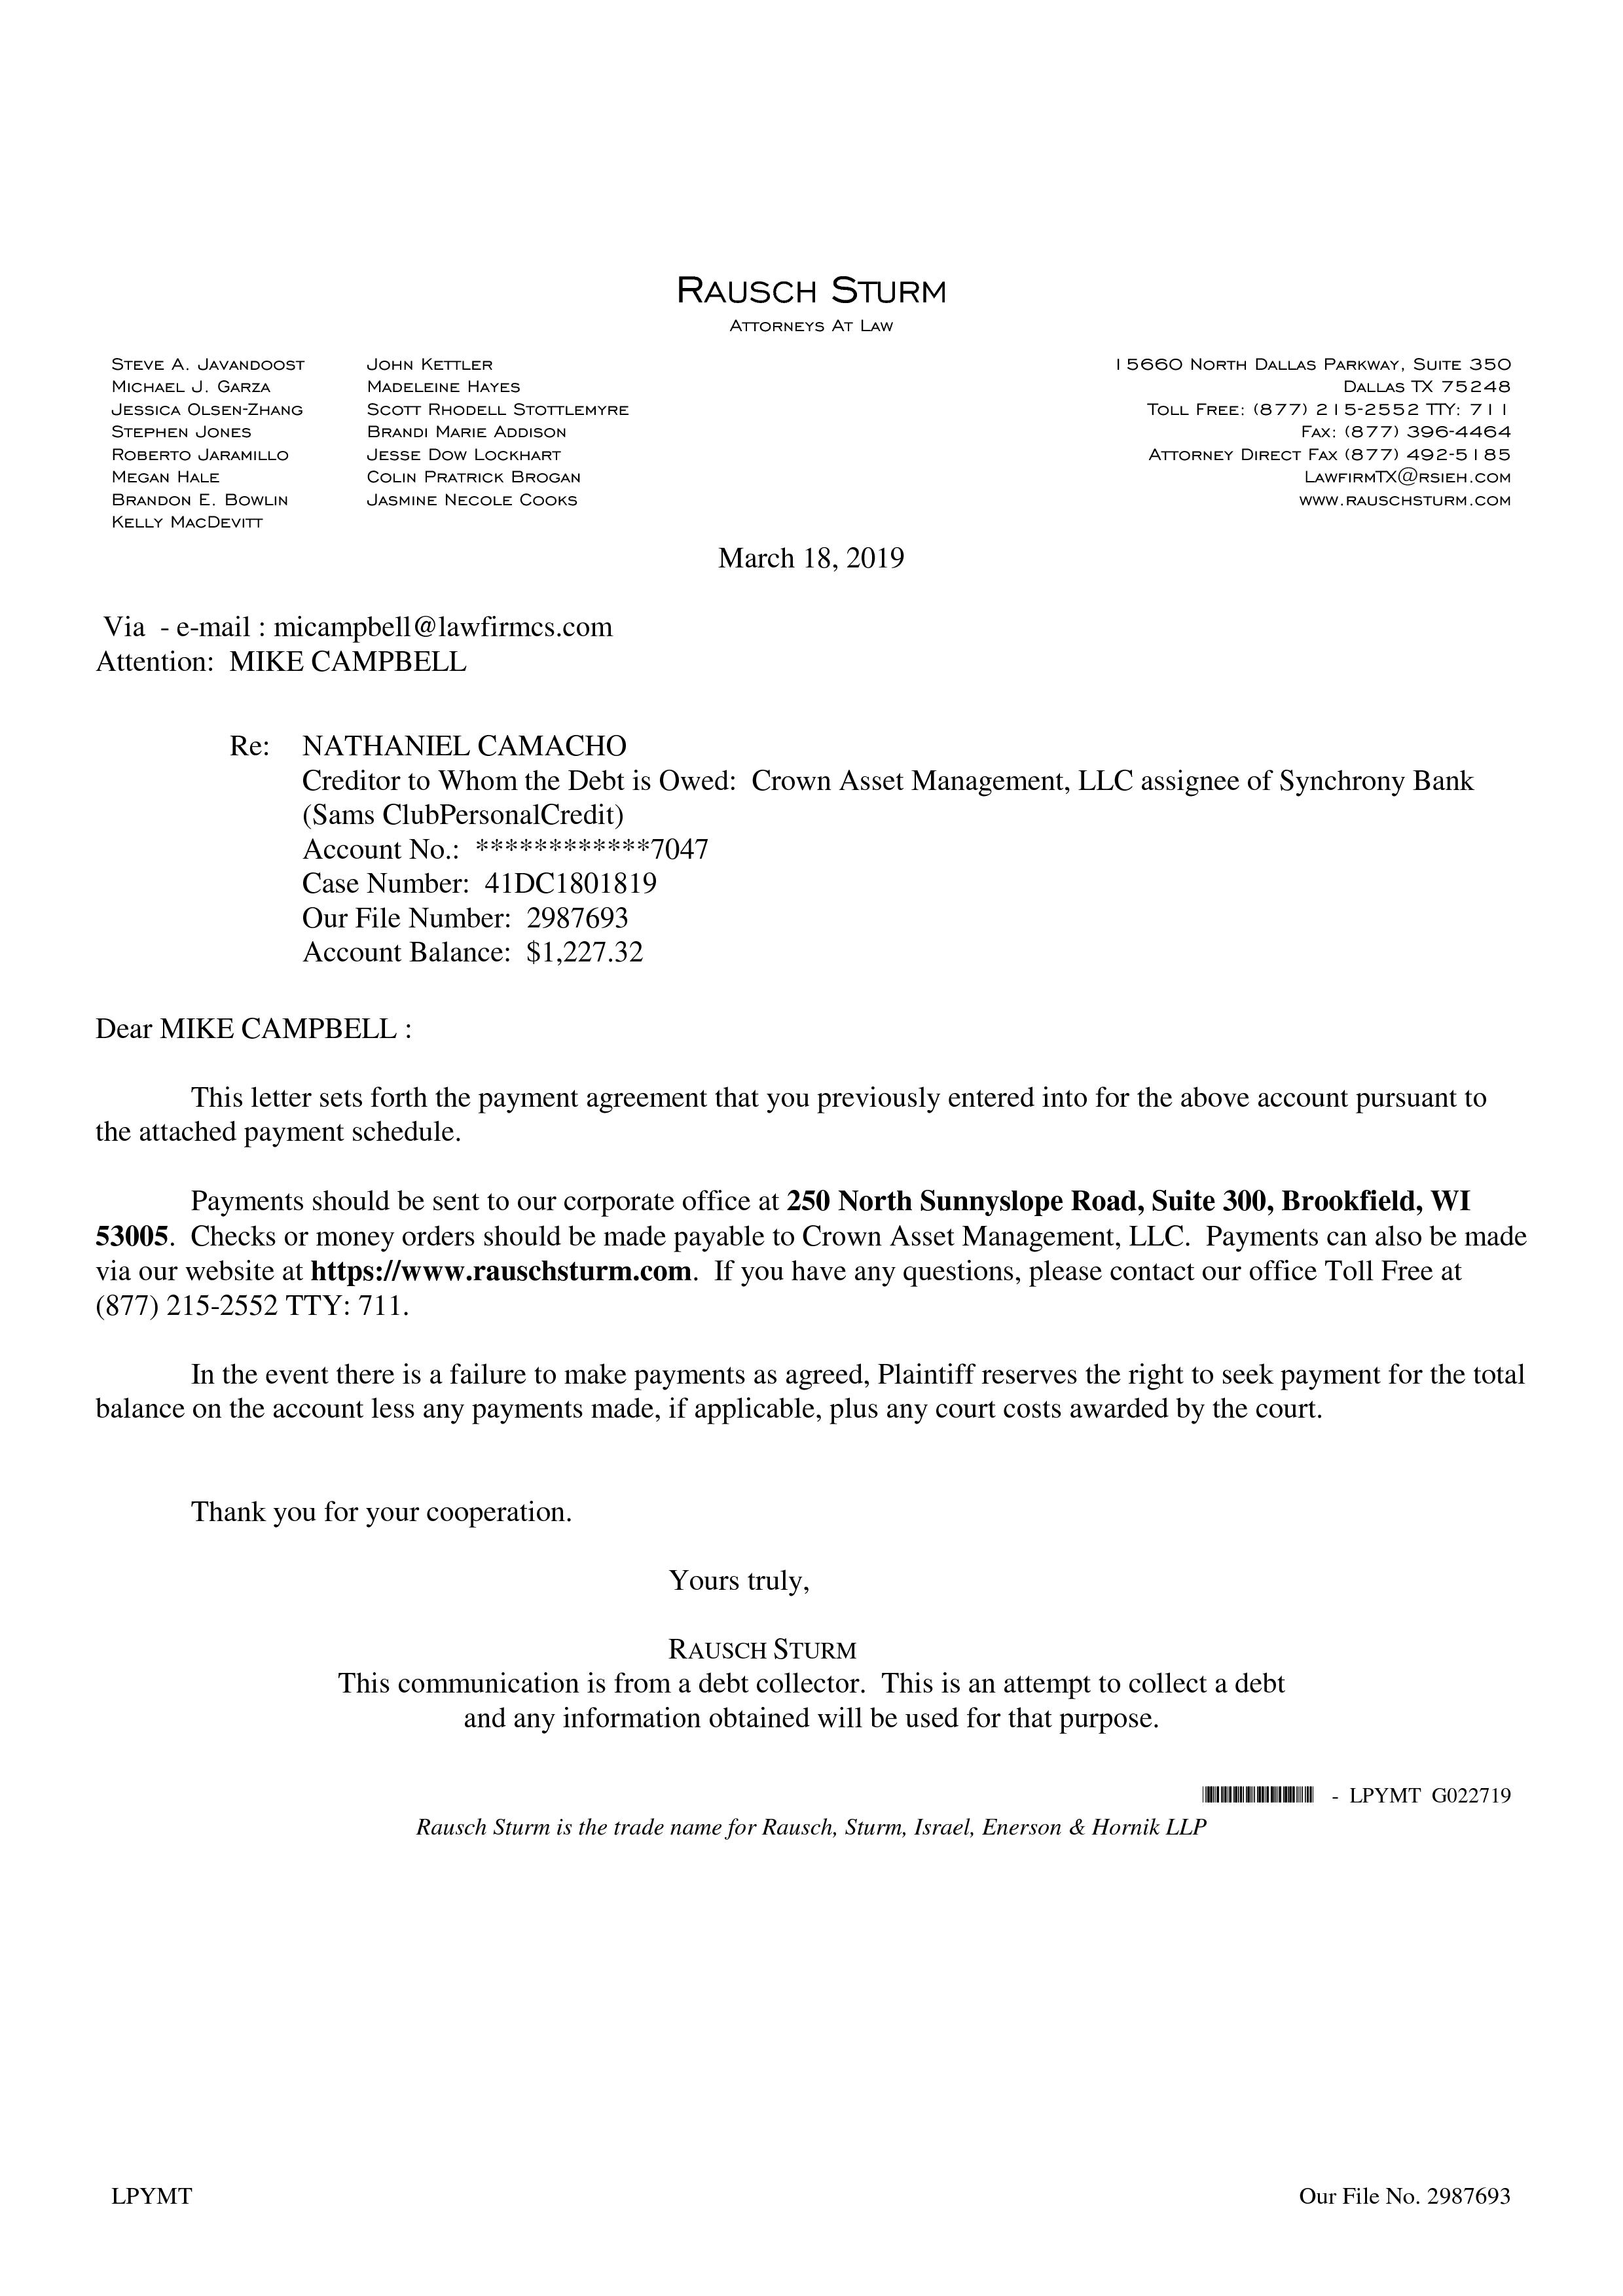 Rausch Sturm
Attorneys At Law
Steve A. Javandoost
Michael J. Garza
Jessica Olsen-Zhang
Stephen Jones
Roberto Jaramillo
Megan Hale
Brandon E. Bowlin
Kelly MacDevitt
John Kettler
Madeleine Hayes
Scott Rhodell Stottlemyre
Brandi Marie Addison
Jesse Dow Lockhart
Colin Pratrick Brogan
Jasmine Necole Cooks
15660 North Dallas Parkway, Suite 350
Dallas TX 75248
Toll Free: (877) 215-2552 TTY: 711
Fax: (877) 396-4464
Attorney Direct Fax (877) 492-5185
LawfirmTX@rsieh.com
www.rauschsturm.com
March 18, 2019
Via - e-mail : micampbell@lawfirmcs.com
Attention: MIKE CAMPBELL
Re: NATHANIEL CAMACHO
Creditor to Whom the Debt is Owed: Crown Asset Management, LLC assignee of Synchrony Bank
(Sams ClubPersonalCredit)
Account No.: ************7047
Case Number: 41DC1801819
Our File Number: 2987693
Account Balance: $1,227.32
Dear MIKE CAMPBELL :
This letter sets forth the payment agreement that you previously entered into for the above account pursuant to
the attached payment schedule.
Payments should be sent to our corporate office at 250 North Sunnyslope Road, Suite 300, Brookfield, WI
53005. Checks or money orders should be made payable to Crown Asset Management, LLC. Payments can also be made
via our website at https://www.rauschsturm.com. If you have any questions, please contact our office Toll Free at
(877) 215-2552 TTY: 711.
In the event there is a failure to make payments as agreed, Plaintiff reserves the right to seek payment for the total
balance on the account less any payments made, if applicable, plus any court costs awarded by the court.
Thank you for your cooperation.
Yours truly,
Rausch Sturm
This communication is from a debt collector. This is an attempt to collect a debt
and any information obtained will be used for that purpose.
- LPYMT G022719
Rausch Sturm is the trade name for Rausch, Sturm, Israel, Enerson & Hornik LLP
LPYMT
Our File No. 2987693